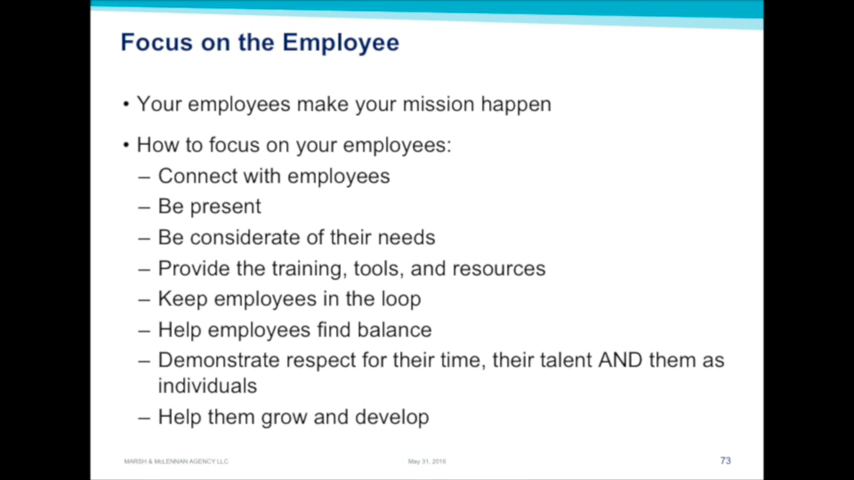 Focus on the Employee
• Your employees make your mission happen
• How to focus on your employees:
– Connect with employees
– Be present
– Be considerate of their needs
– Provide the training, tools, and resources
– Keep employees in the loop
– Help employees find balance
– Demonstrate respect for their time, their talent AND them as
individuals
– Help them grow and develop
MARSH & McLENNAN AGENCY LLC May 31, 2016 73